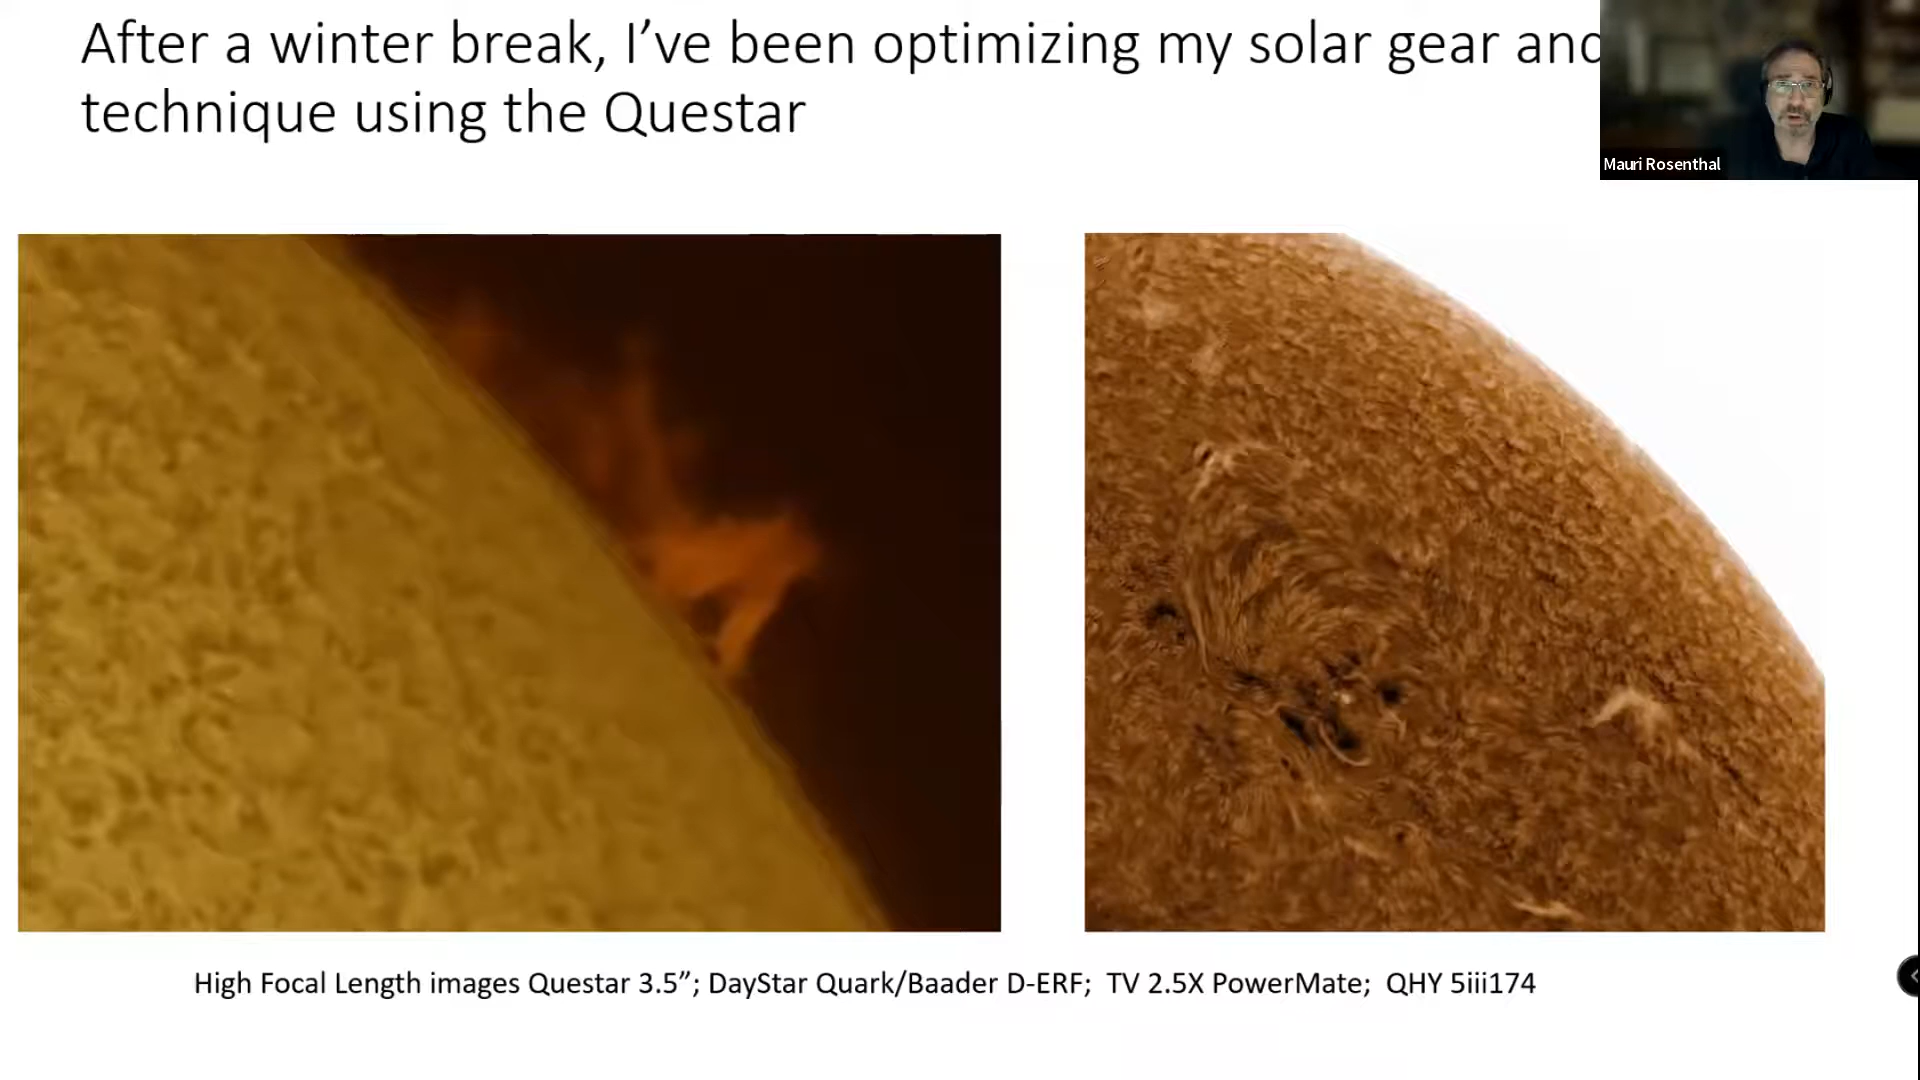 After a winter break, I’ve been optimizing my solar gear and
technique using the Questar
Mauri Rosenthal
High Focal Length images Questar 3.5”; DayStar Quark/Baader D-ERF; TV 2.5X PowerMate; QHY 5iii174